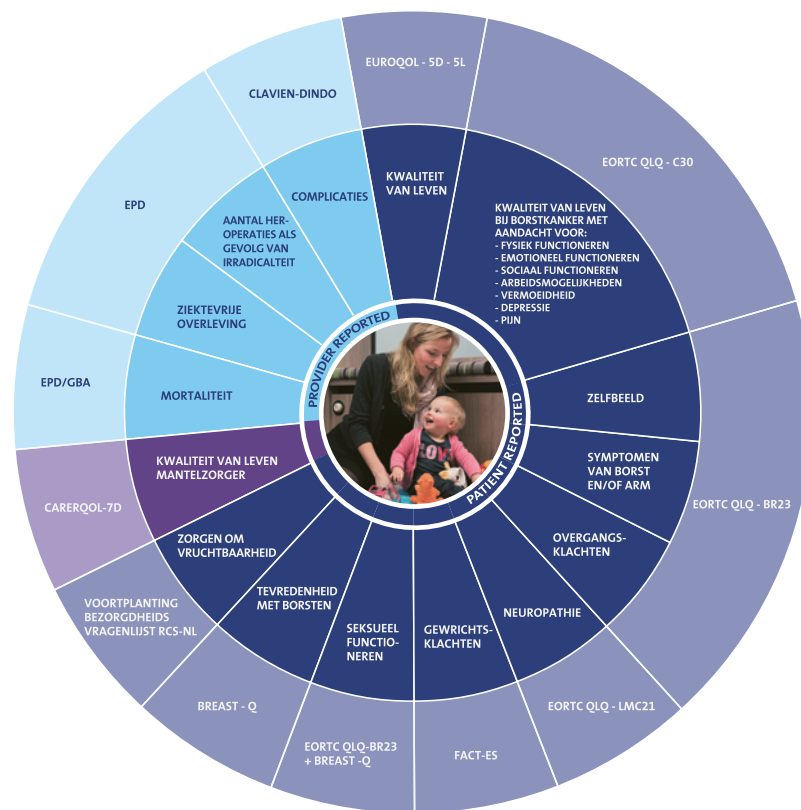 EUROQOL - 5D - 5L
EORTC QLQ - C30
EORTC QLQ - BR23
EORTC QLQ - LMC21
FACT-ES
EORTC QLQ-BR23
+ BREAST -Q
BREAST - Q
VOORTPLANTING
BEZORGDHEIDS
VRAGENLIJST RCS-NL
CARERQOL-7D
EPD/GBA
EPD
CLAVIEN-DINDO
KWALITEIT
VAN LEVEN
KWALITEIT VAN LEVEN
BIJ BORSTKANKER MET
AANDACHT VOOR:
- FYSIEK FUNCTIONEREN
- EMOTIONEEL FUNCTIONEREN
- SOCIAAL FUNCTIONEREN
- ARBEIDSMOGELIJKHEDEN
- VERMOEIDHEID
- DEPRESSIE
- PIJN
ZELFBEELD
SYMPTOMEN
VAN BORST
EN/OF ARM
OVERGANGS-
KLACHTEN
NEUROPATHIE
GEWRICHTS-
KLACHTEN
SEKSUEEL
FUNCTIO-
NEREN
TEVREDENHEID
MET BORSTEN
ZORGEN OM
VRUCHTBAARHEID
KWALITEIT VAN LEVEN
MANTELZORGER
MORTALITEIT
ZIEKTEVRIJE
OVERLEVING
AANTAL HER-
OPERATIES ALS
GEVOLG VAN
IRRADICALTEIT
COMPLICATIES
PROVIDER REPORTED
PATIENT REPORTED
LOVE